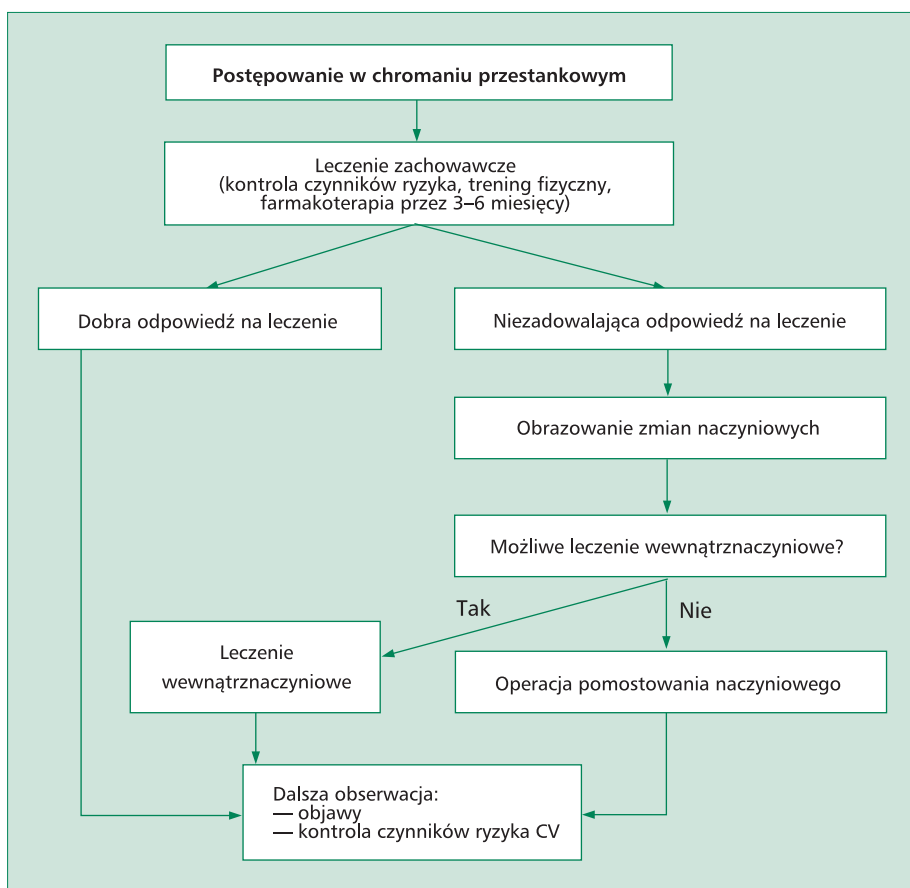 Postępowanie w chromaniu przestankowym
Leczenie zachowawcze
(kontrola czynników ryzyka, trening fizyczny,
farmakoterapia przez 3–6 miesięcy)
Dobra odpowiedź na leczenie
Niezadowalająca odpowiedź na leczenie
Obrazowanie zmian naczyniowych
Możliwe leczenie wewnątrznaczyniowe?
Tak
Nie
Leczenie
wewnątrznaczyniowe
Operacja pomostowania naczyniowego
Dalsza obserwacja:
— objawy
— kontrola czynników ryzyka CV